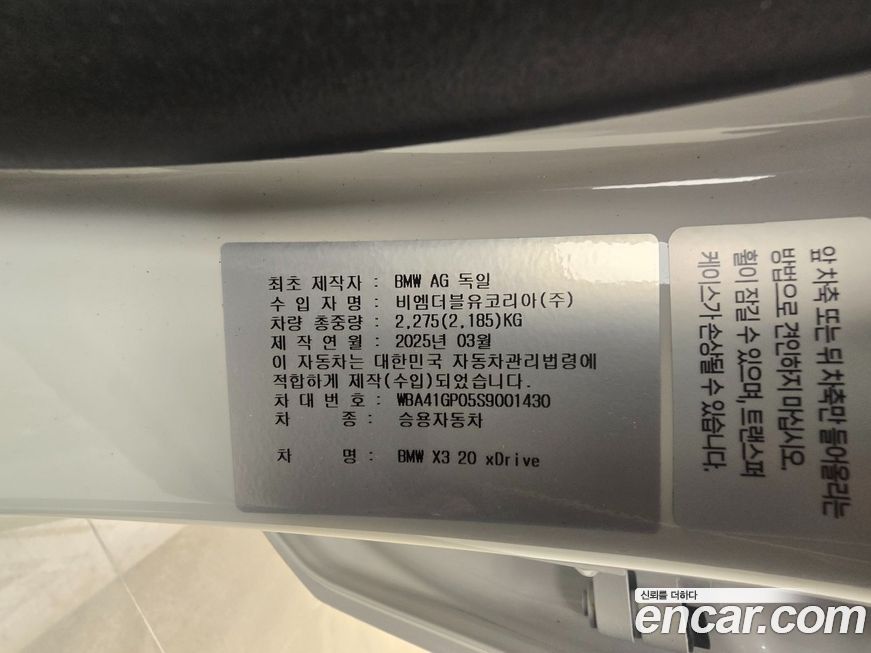 최초 제작자 : BMW AG 독일
수 입 자 명 : 비엠더블유코리아(주)
차량 총중량 : 2,275(2,185)KG
제 작 연 월 : 2025년 03월
이 자동차는 대한민국 자동차관리법령에
적합하게 제작(수입)되었습니다.
차 대 번 호 : WBA41GP05S9001430
차 종 : 승용자동차
차 명 : BMW X3 20 xDrive
앞 차축 또는 뒤 차축만 들어올리는
방법으로 견인하지 마십시오.
휠이 잠길 수 있으며, 트랜스퍼
케이스가 손상될 수 있습니다.
신뢰를 더하다
encar.com